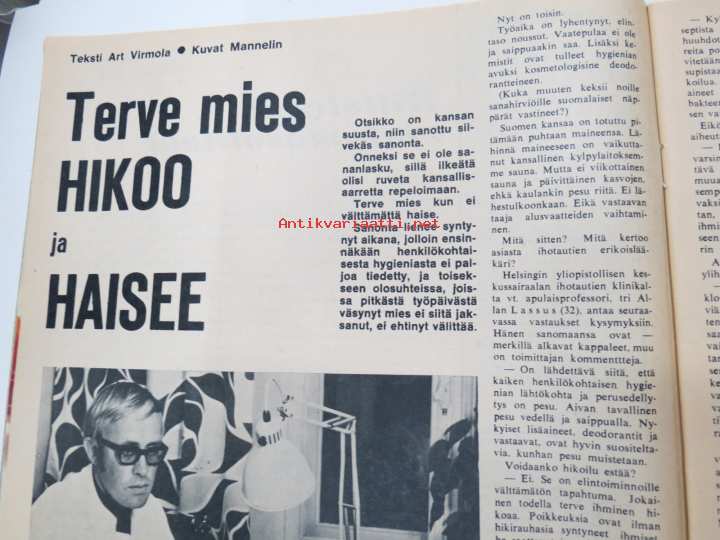 Teksti Art Virmola ● Kuvat Mannelin
Terve mies
HIKOO
ja
HAISEE
Otsikko on kansan
suusta, niin sanottu sii-
vekäs sanonta.
Onneksi se ei ole sa-
nanlasku, sillä ilkeätä
olisi ruveta kansallis-
aarretta repeloimaan.
Terve mies kun ei
välttämättä haise.
Sanonta lienee synty-
nyt aikana, jolloin ensin-
näkään henkilökohtai-
sesta hygieniasta ei pal-
joa tiedetty, ja toisek-
seen olosuhteissa, jois-
sa pitkästä työpäivästä
väsynyt mies ei siitä jak-
sanut, ei ehtinyt välittää.
Antikvariaatti.net
Nyt on toisin.
Työaika on lyhentynyt, elin-
taso noussut. Vaatepulaa ei ole
ja saippuaakin saa. Lisäksi ke-
mistit ovat tulleet hygienian
avuksi kosmetologisine deodo-
rantteineen.
(Kuka muuten keksii noille
sanahirviöille suomalaiset näp-
pärät vastineet?)
Suomen kansaa on totuttu pi-
tämään puhtaan maineensa. Lä-
hinnä maineeseen on vaikutta-
nut kansallinen kylpylaitoksem-
me sauna. Mutta ei viikottainen
sauna ja päivittäinen kasvojen,
ehkä kaulankin pesu riitä. Ei lä-
hestulkoonkaan. Eikä vastaavan
taaja alusvaatteiden vaihtami-
nen.
Mitä sitten? Mitä kertoo
asiasta ihotautien erikoislää-
käri?
Helsingin yliopistollisen kes-
kussairaalan ihotautien klinikal-
ta vt. apulaisprofessori, tri Al-
lan Lassus (32), antaa seuraa-
vassa vastaukset kysymyksiin.
Hänen sanomaansa ovat —
merkillä alkavat kappaleet, muu
on toimittajan kommenttteja.
— On lähdettävä siitä, että
kaiken henkilökohtaisen hygie-
nian lähtökohta ja perusedelly-
tys on pesu. Aivan tavallinen
pesu vedellä ja saippualla. Ny-
kyiset lisäaineet, deodorantit ja
vastaavat, ovat hyvin suositelta-
via, kunhan pesu muistetaan.
Voidaanko hikoilu estää?
— Ei. Se on elintoiminnoille
välttämätön tapahtuma. Jokai-
nen todella terve ihminen hi-
koaa. Poikkeuksia ovat ilman
hikirauhasia syntyneet ihmiset